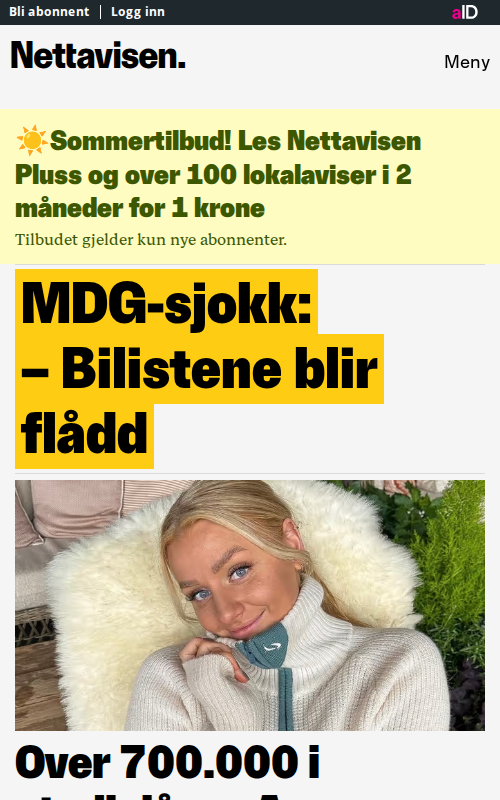 Bli abonnent
Logg inn
aID
Nettavisen.
Meny
☀️Sommertilbud! Les Nettavisen
Pluss og over 100 lokalaviser i 2
måneder for 1 krone
Tilbudet gjelder kun nye abonnenter.
MDG-sjokk:
– Bilistene blir
flådd
Over 700.000 i